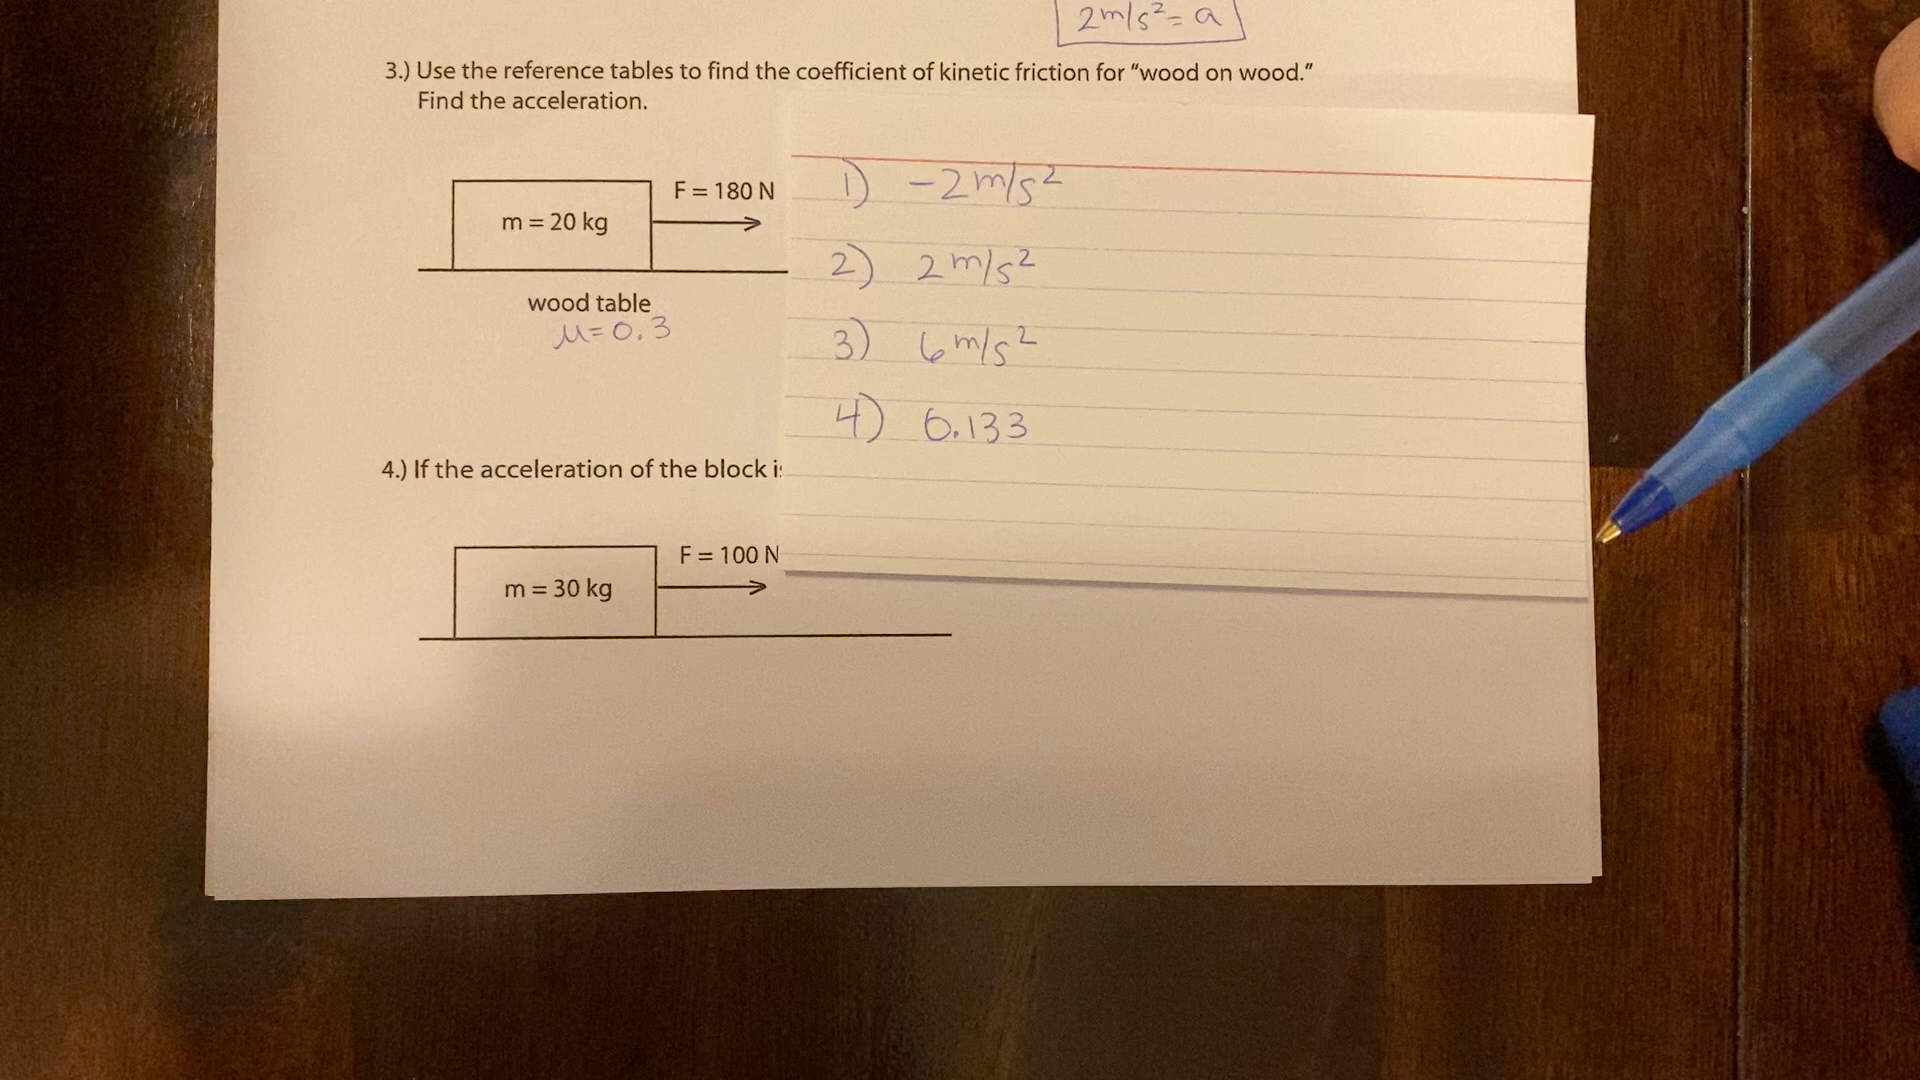 2m/s²= a
3.) Use the reference tables to find the coefficient of kinetic friction for “wood on wood.”
Find the acceleration.
F = 180 N
m = 20 kg
wood table
μ=0.3
1) -2m/s²
2) 2m/s²
3) 6m/s²
4) 0.133
4.) If the acceleration of the block
F = 100 N
m = 30 kg